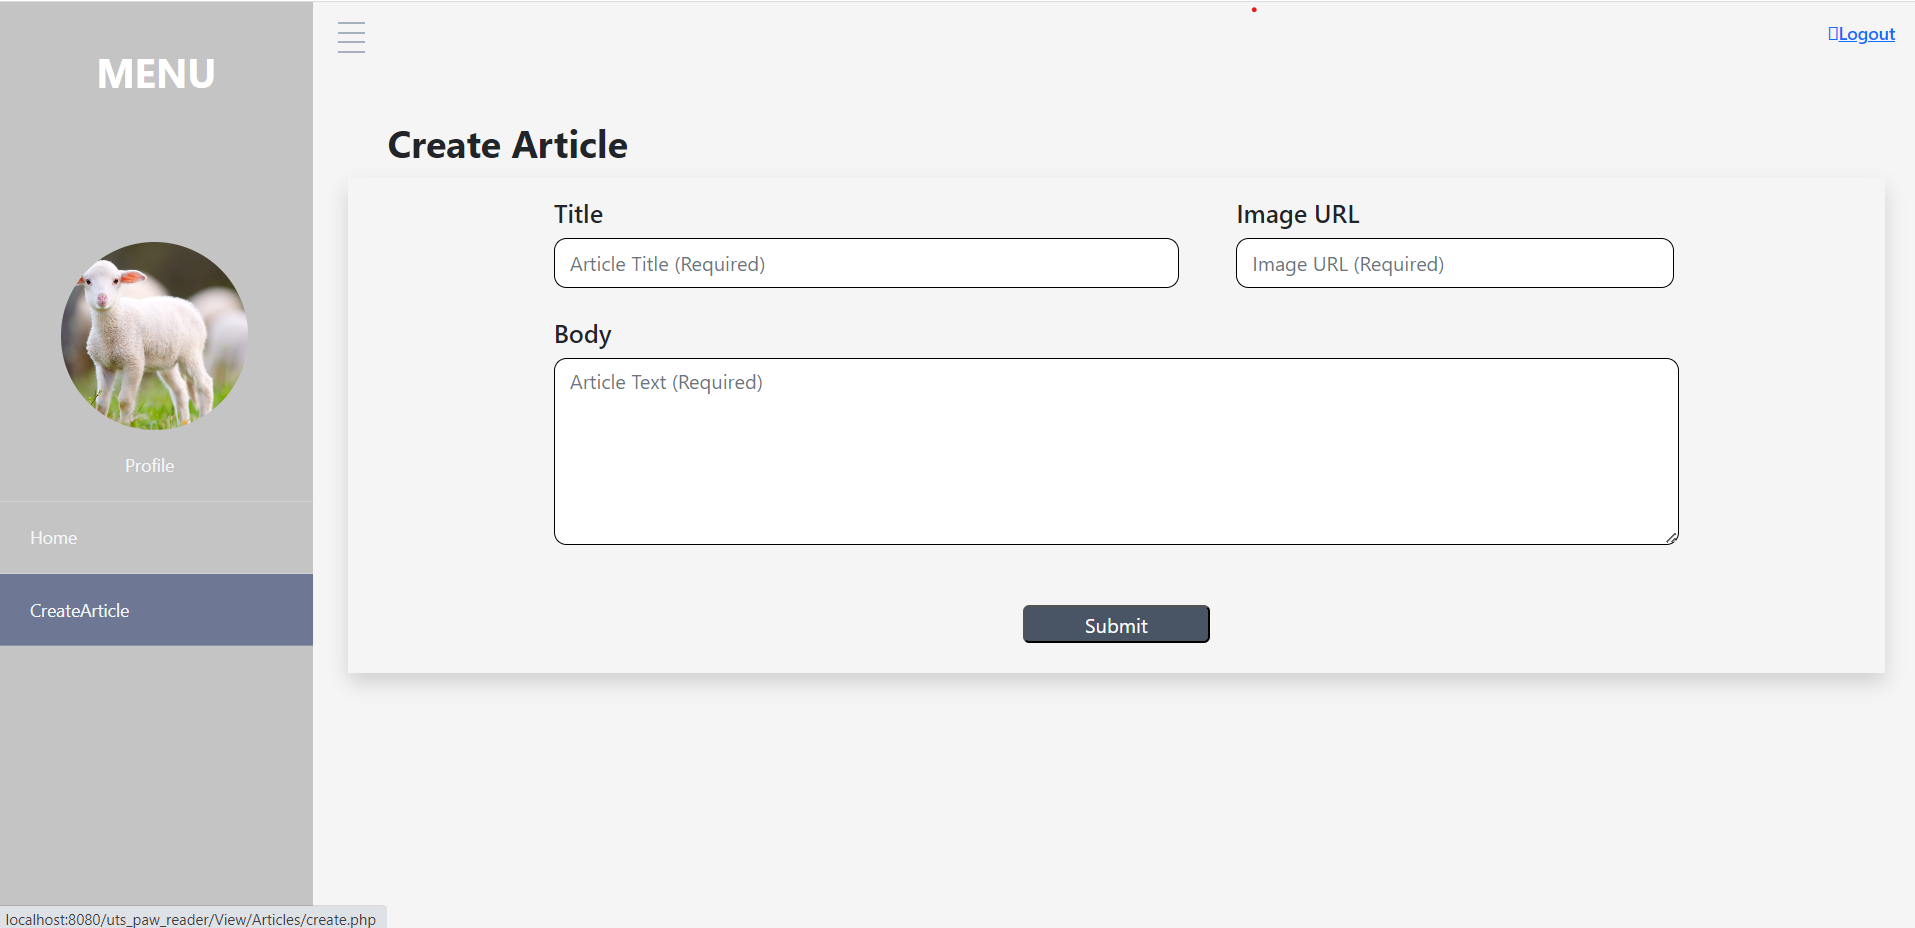 MENU
Logout
Create Article
Title
Image URL
Article Title (Required)
Image URL (Required)
Body
Article Text (Required)
Profile
Home
CreateArticle
Submit
localhost:8080/uts_paw_reader/View/Articles/create.php